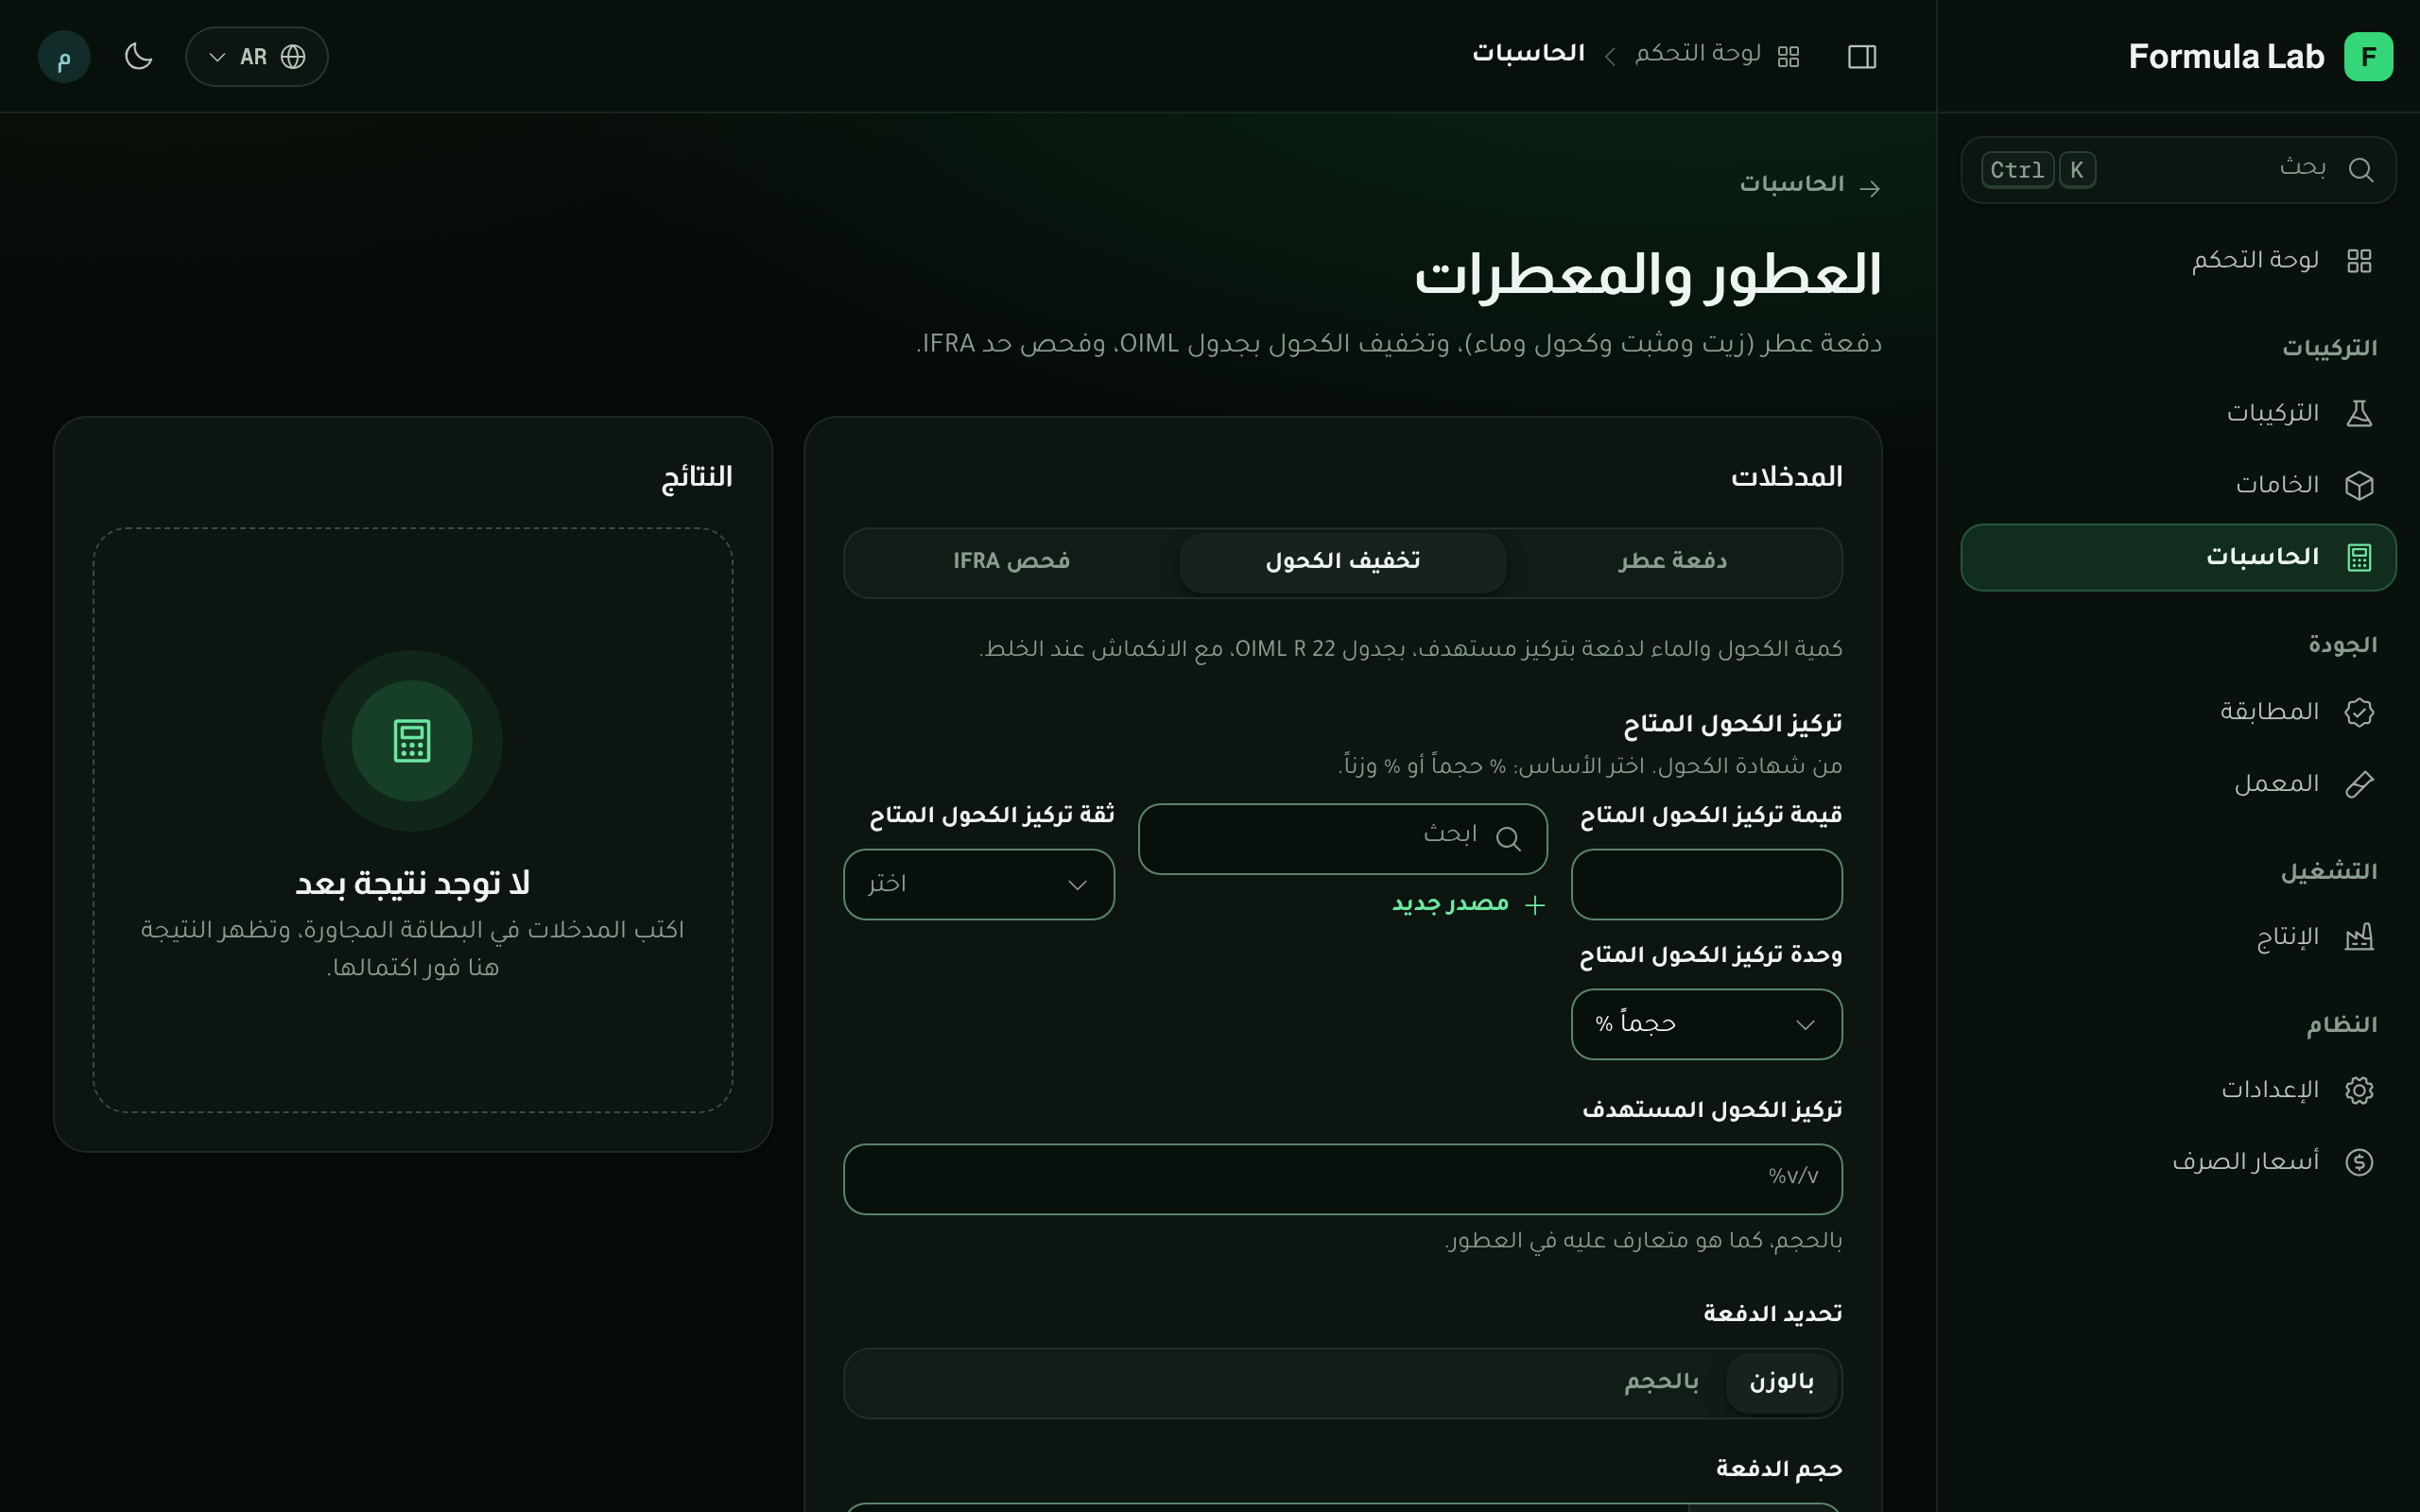 Formula Lab
F
بحث
Ctrl K
لوحة التحكم
التركيبات
التركيبات
الخامات
الحاسبات
الجودة
المطابقة
المعمل
التشغيل
الإنتاج
النظام
الإعدادات
أسعار الصرف
لوحة التحكم
الحاسبات
AR
م
الحاسبات
العطور والمعطرات
دفعة عطر (زيت ومثبت وكحول وماء)، وتخفيف الكحول بجدول OIML، وفحص حد IFRA.
المدخلات
دفعة عطر
تخفيف الكحول
فحص IFRA
كمية الكحول والماء لدفعة بتركيز مستهدف، بجدول OIML R 22، مع الانكماش عند الخلط.
تركيز الكحول المتاح
من شهادة الكحول. اختر الأساس: % حجماً أو % وزناً.
قيمة تركيز الكحول المتاح
ابحث
مصدر جديد
ثقة تركيز الكحول المتاح
اختر
وحدة تركيز الكحول المتاح
حجماً %
تركيز الكحول المستهدف
%v/v
بالحجم، كما هو متعارف عليه في العطور.
تحديد الدفعة
بالوزن
بالحجم
حجم الدفعة
النتائج
لا توجد نتيجة بعد
اكتب المدخلات في البطاقة المجاورة، وتظهر النتيجة
هنا فور اكتمالها.